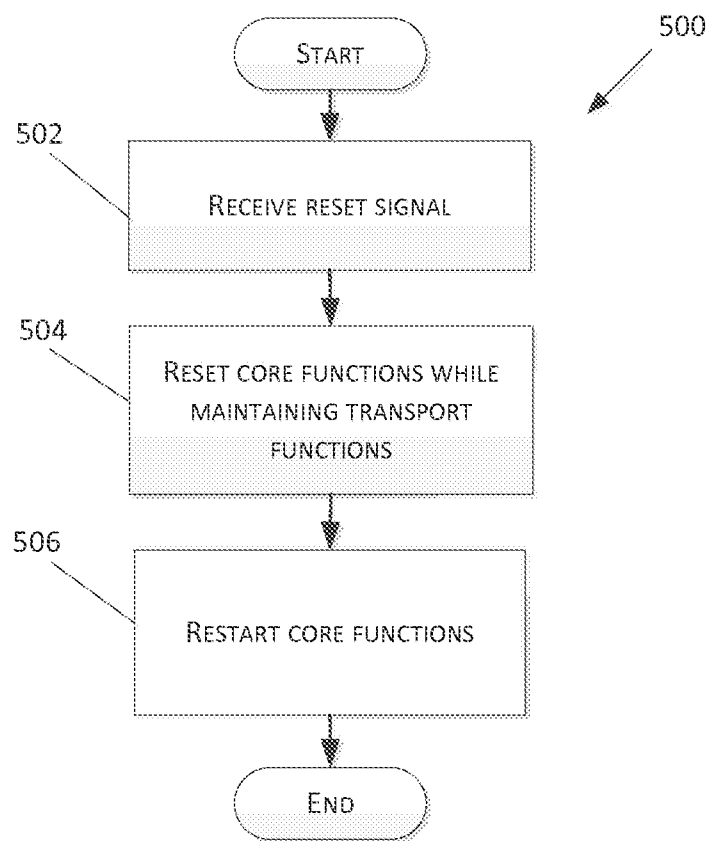 START
500
502
RECEIVE RESET SIGNAL
504
RESET CORE FUNCTIONS WHILE
MAINTAINING TRANSPORT
FUNCTIONS
506
RESTART CORE FUNCTIONS
END